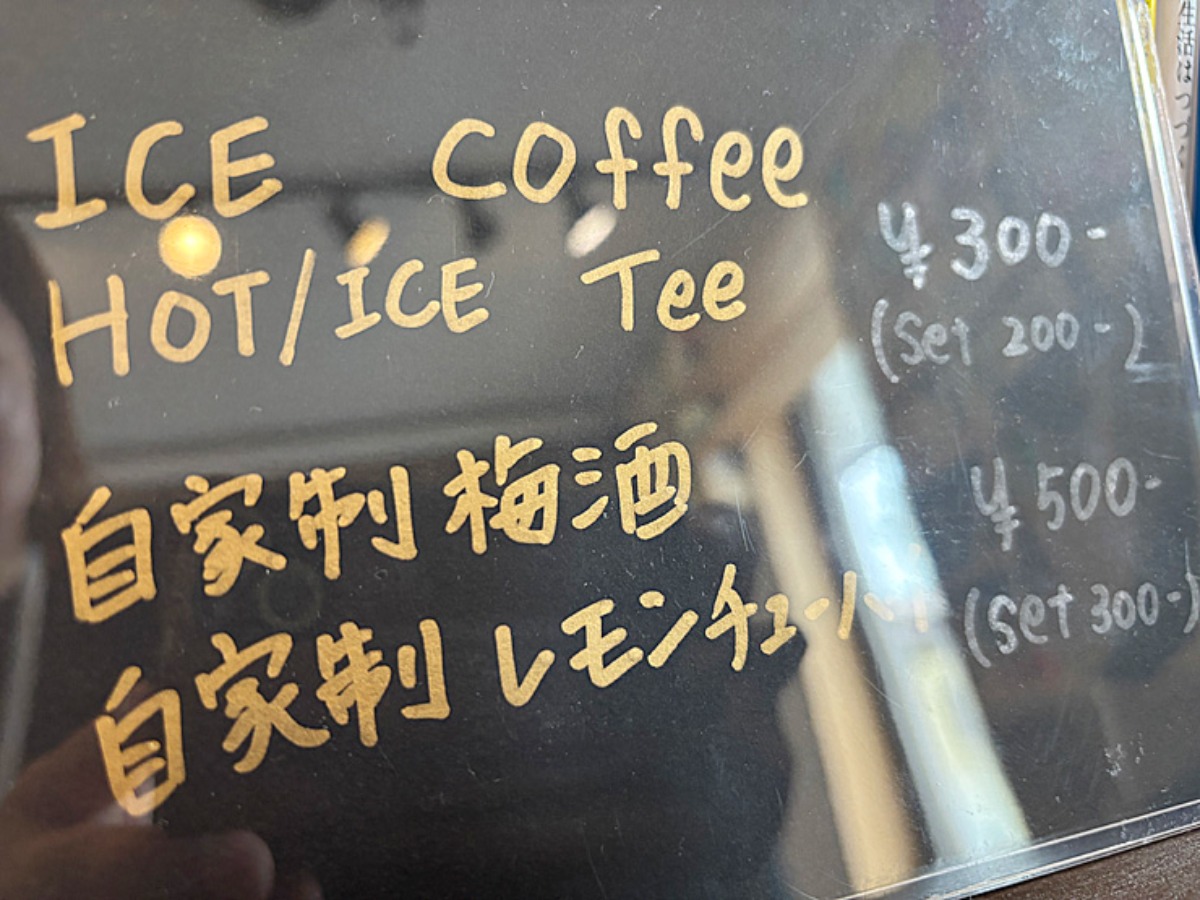 ICE Coffee
HOT/ICE Tee
¥300-
(Set 200-)
自家制 梅酒
自家制 レモンチューハイ
¥500-
(Set 300-)